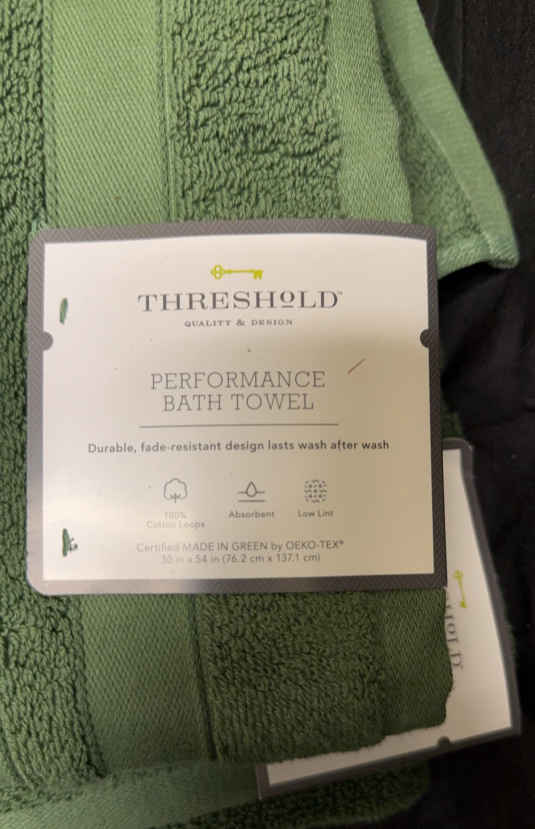 THRESHOLD™
QUALITY & DESIGN
PERFORMANCE
BATH TOWEL
Durable, fade-resistant design lasts wash after wash
100%
Cotton Loops
Absorbent
Low Lint
Certified MADE IN GREEN by OEKO-TEX®
30 in x 54 in (76.2 cm x 137.1 cm)